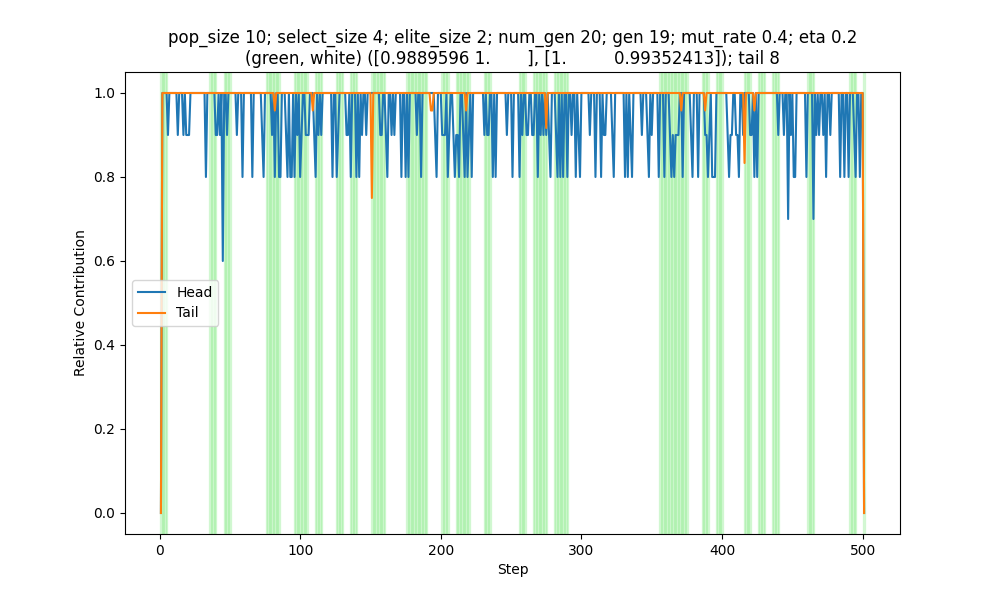 pop_size 10; select_size 4; elite_size 2; num_gen 20; gen 19; mut_rate 0.4; eta 0.2
(green, white) ([0.9889596 1.        ], [1.          0.99352413]); tail 8
1.0
0.8
0.6
0.4
0.2
0.0
Relative Contribution
Head
Tail
0
100
200
300
400
500
Step